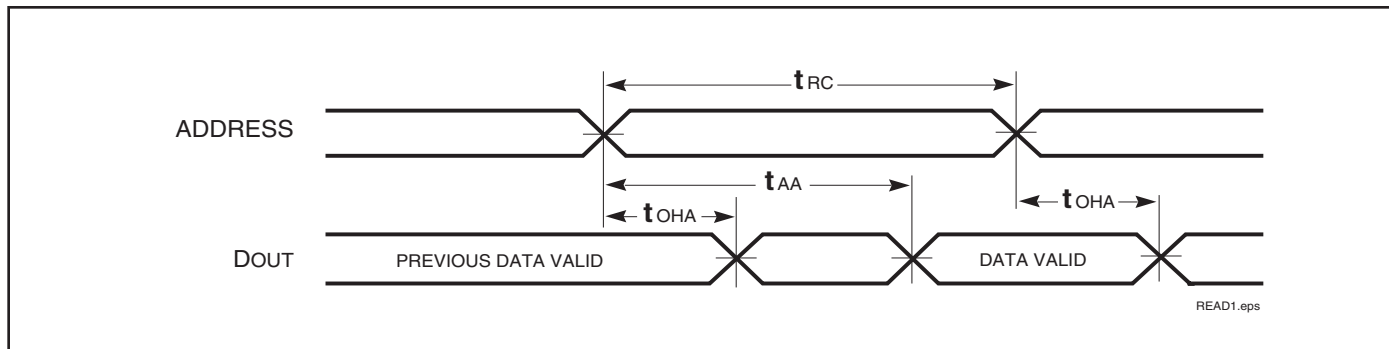 tRC
ADDRESS
tAA
tOHA
tOHA
DOUT
PREVIOUS DATA VALID
DATA VALID
READ1.eps